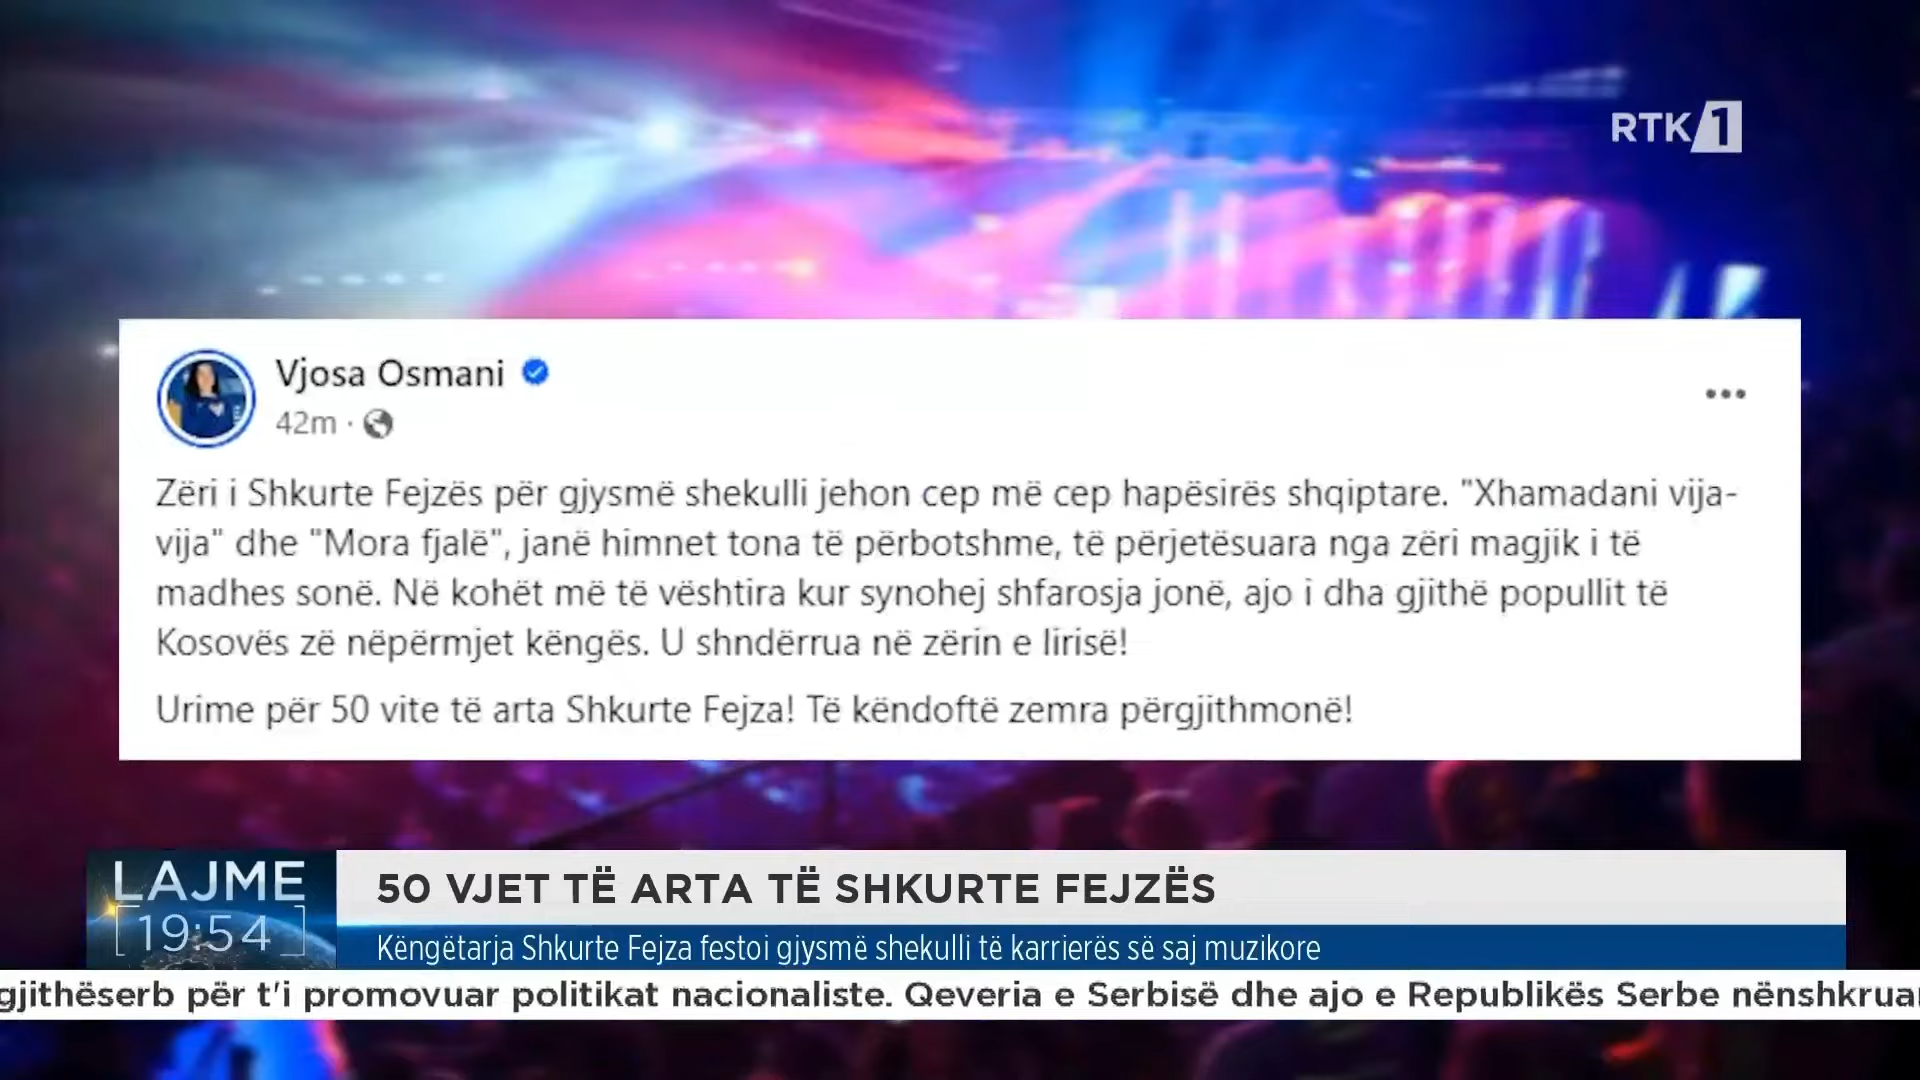 RTK 1
Vjosa Osmani
42m ·
Zëri i Shkurte Fejzës për gjysmë shekulli jehon cep më cep hapësirës shqiptare. "Xhamadani vija-
vija" dhe "Mora fjalë", janë himnet tona të përbotshme, të përjetësuara nga zëri magjik i të
madhes sonë. Në kohët më të vështira kur synohej shfarosja jonë, ajo i dha gjithë popullit të
Kosovës zë nëpërmjet këngës. U shndërrua në zërin e lirisë!
Urime për 50 vite të arta Shkurte Fejza! Të këndoftë zemra përgjithmonë!
LAJME
19:54
50 VJET TË ARTA TË SHKURTE FEJZËS
Këngëtarja Shkurte Fejza festoi gjysmë shekulli të karrierës së saj muzikore
gjithëserb për t'i promovuar politikat nacionaliste. Qeveria e Serbisë dhe ajo e Republikës Serbe nënshkrua